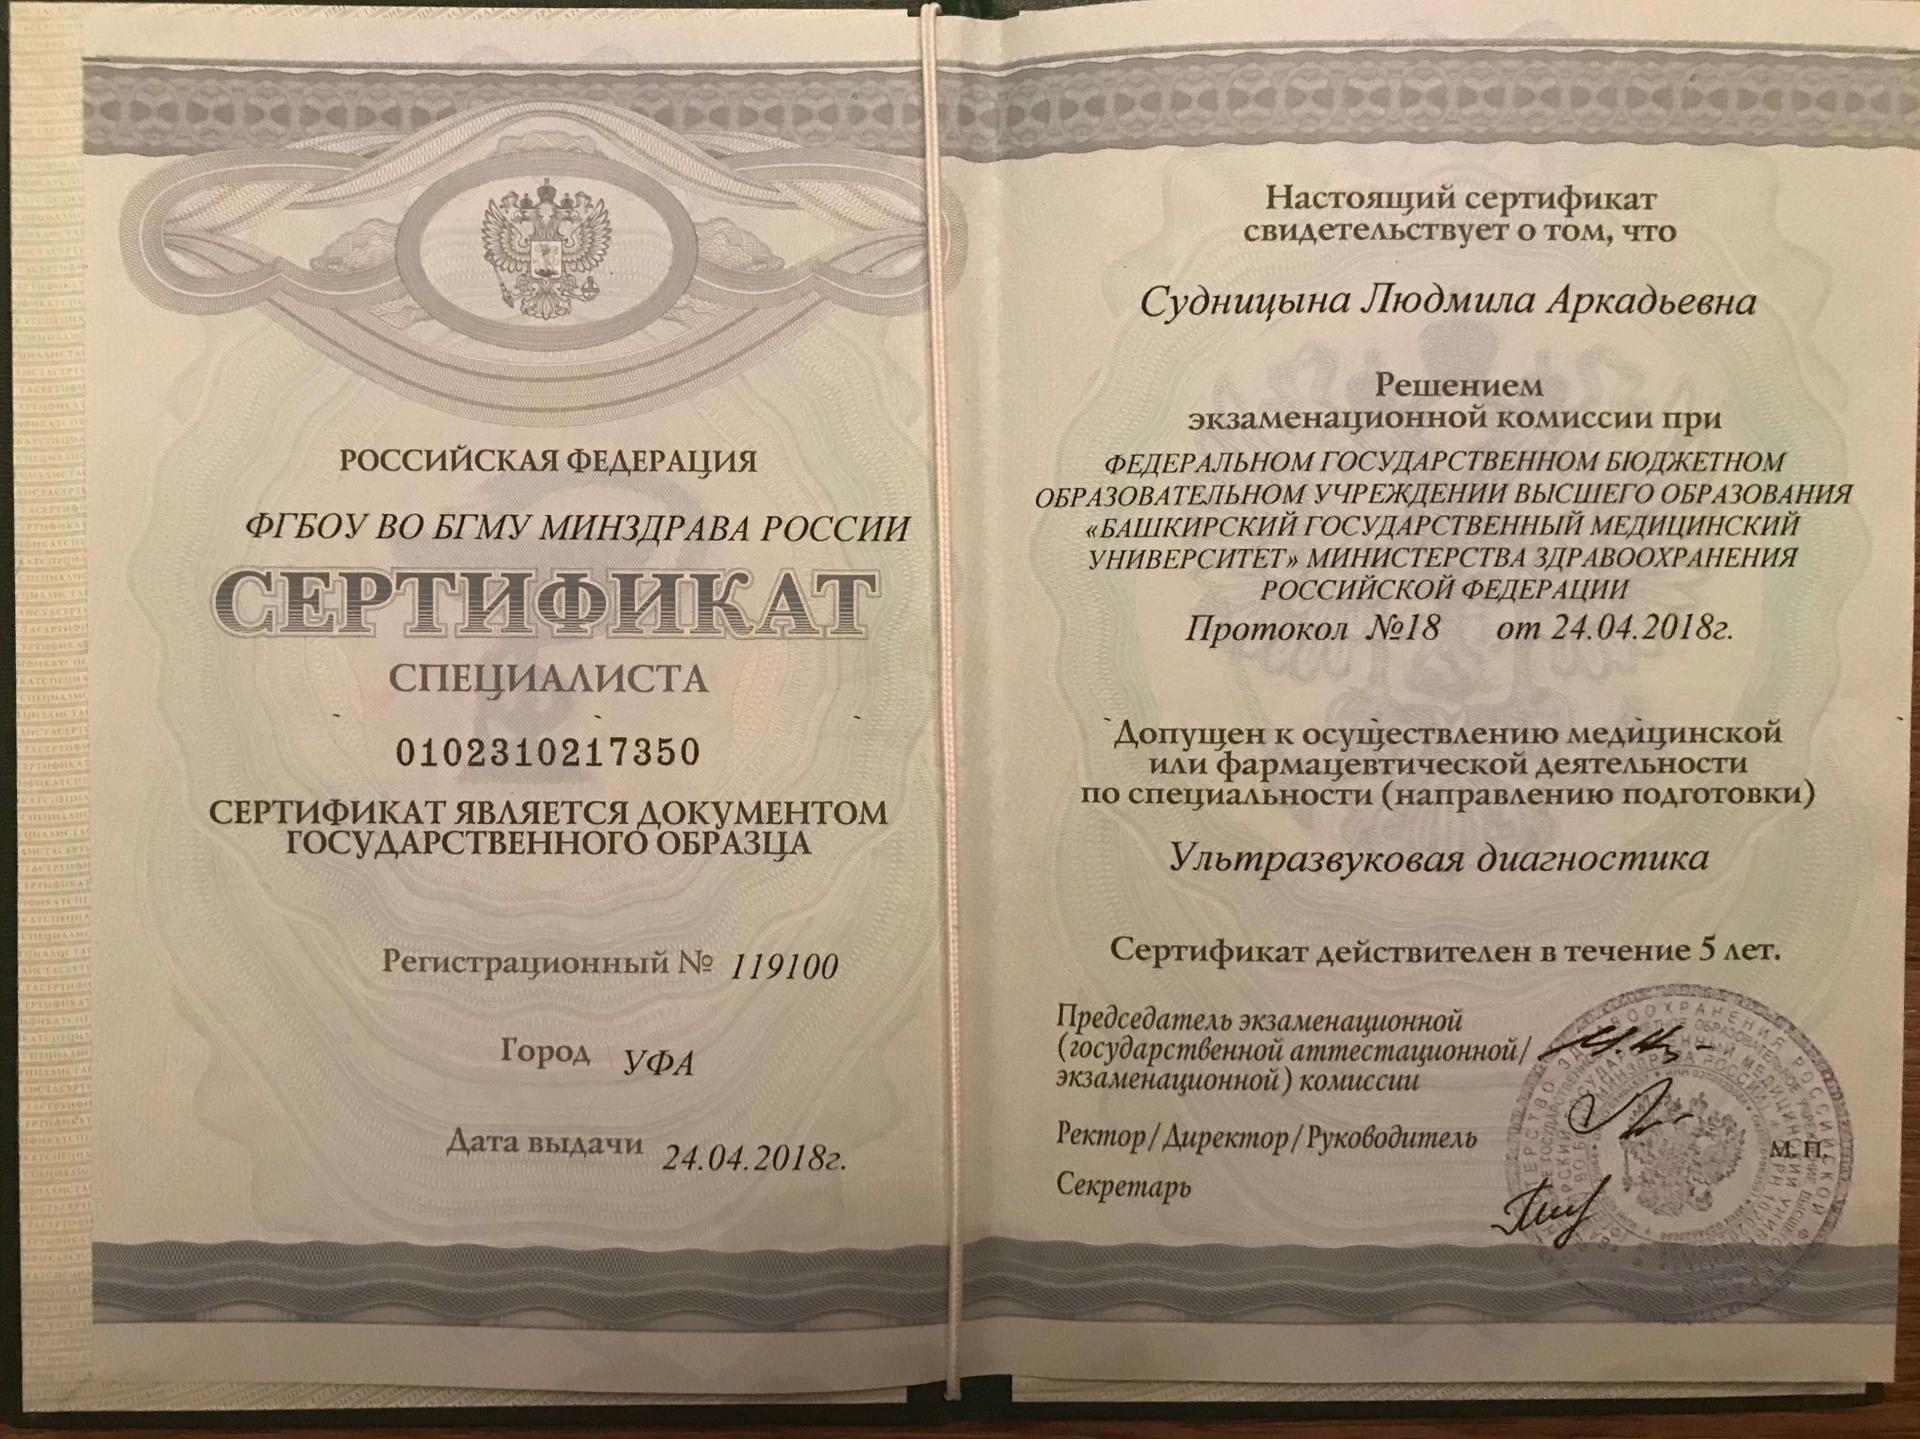 РОССИЙСКАЯ ФЕДЕРАЦИЯ
ФГБОУ ВО БГМУ МИНЗДРАВА РОССИИ
СЕРТИФИКАТ
СПЕЦИАЛИСТА
0102310217350
СЕРТИФИКАТ ЯВЛЯЕТСЯ ДОКУМЕНТОМ
ГОСУДАРСТВЕННОГО ОБРАЗЦА
Регистрационный № 119100
Город УФА
Дата выдачи 24.04.2018г.
Настоящий сертификат
свидетельствует о том, что
Судницына Людмила Аркадьевна
Решением
экзаменационной комиссии при
ФЕДЕРАЛЬНОМ ГОСУДАРСТВЕННОМ БЮДЖЕТНОМ
ОБРАЗОВАТЕЛЬНОМ УЧРЕЖДЕНИИ ВЫСШЕГО ОБРАЗОВАНИЯ
«БАШКИРСКИЙ ГОСУДАРСТВЕННЫЙ МЕДИЦИНСКИЙ
УНИВЕРСИТЕТ» МИНИСТЕРСТВА ЗДРАВООХРАНЕНИЯ
РОССИЙСКОЙ ФЕДЕРАЦИИ
Протокол №18 от 24.04.2018г.
Допущен к осуществлению медицинской
или фармацевтической деятельности
по специальности (направлению подготовки)
Ультразвуковая диагностика
Сертификат действителен в течение 5 лет.
Председатель экзаменационной
(государственной аттестационной/
экзаменационной) комиссии
Ректор/Директор/Руководитель
М. П.
Секретарь